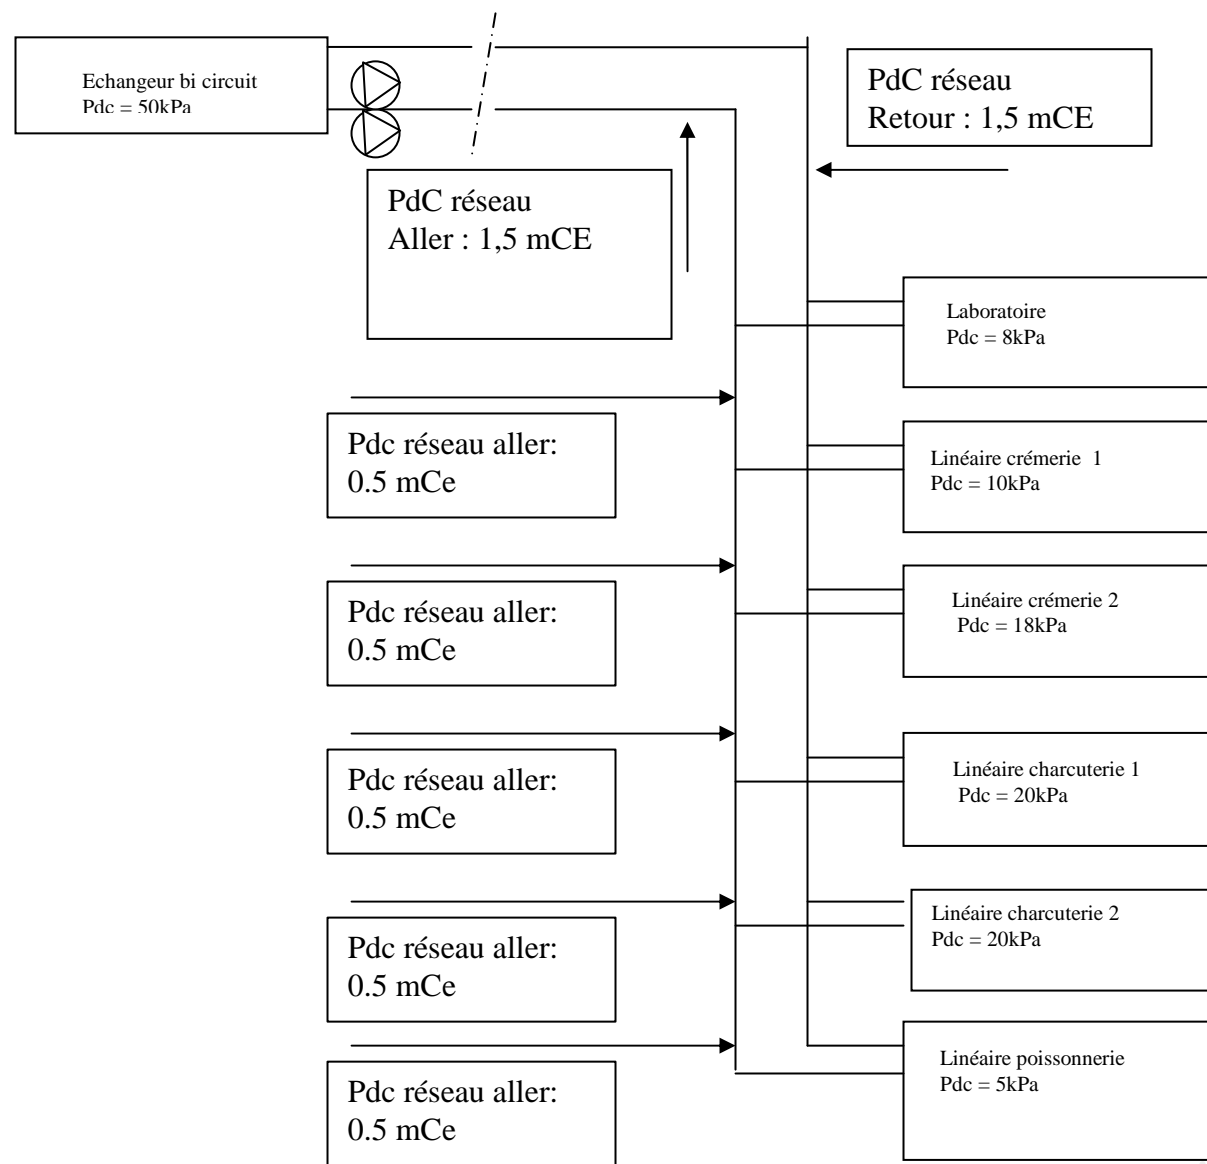 Echangeur bi circuit
Pdc = 50kPa
PdC réseau
Retour : 1,5 mCE
PdC réseau
Aller : 1,5 mCE
Laboratoire
Pdc = 8kPa
Pdc réseau aller:
0.5 mCe
Linéaire crémerie 1
Pdc = 10kPa
Pdc réseau aller:
0.5 mCe
Linéaire crémerie 2
Pdc = 18kPa
Pdc réseau aller:
0.5 mCe
Linéaire charcuterie 1
Pdc = 20kPa
Pdc réseau aller:
0.5 mCe
Linéaire charcuterie 2
Pdc = 20kPa
Pdc réseau aller:
0.5 mCe
Linéaire poissonnerie
Pdc = 5kPa